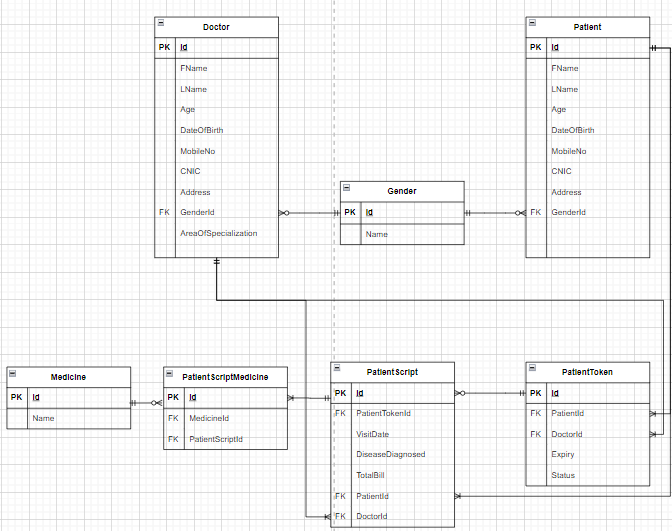 Doctor
PK Id
FName
LName
Age
DateOfBirth
MobileNo
CNIC
Address
FK GenderId
AreaOfSpecialization
Gender
PK Id
Name
Patient
PK Id
FName
LName
Age
DateOfBirth
MobileNo
CNIC
Address
FK GenderId
Medicine
PK Id
Name
PatientScriptMedicine
PK Id
FK MedicineId
FK PatientScriptId
PatientScript
PK Id
FK PatientTokenId
VisitDate
DiseaseDiagnosed
TotalBill
FK PatientId
FK DoctorId
PatientToken
PK Id
FK PatientId
FK DoctorId
Expiry
Status